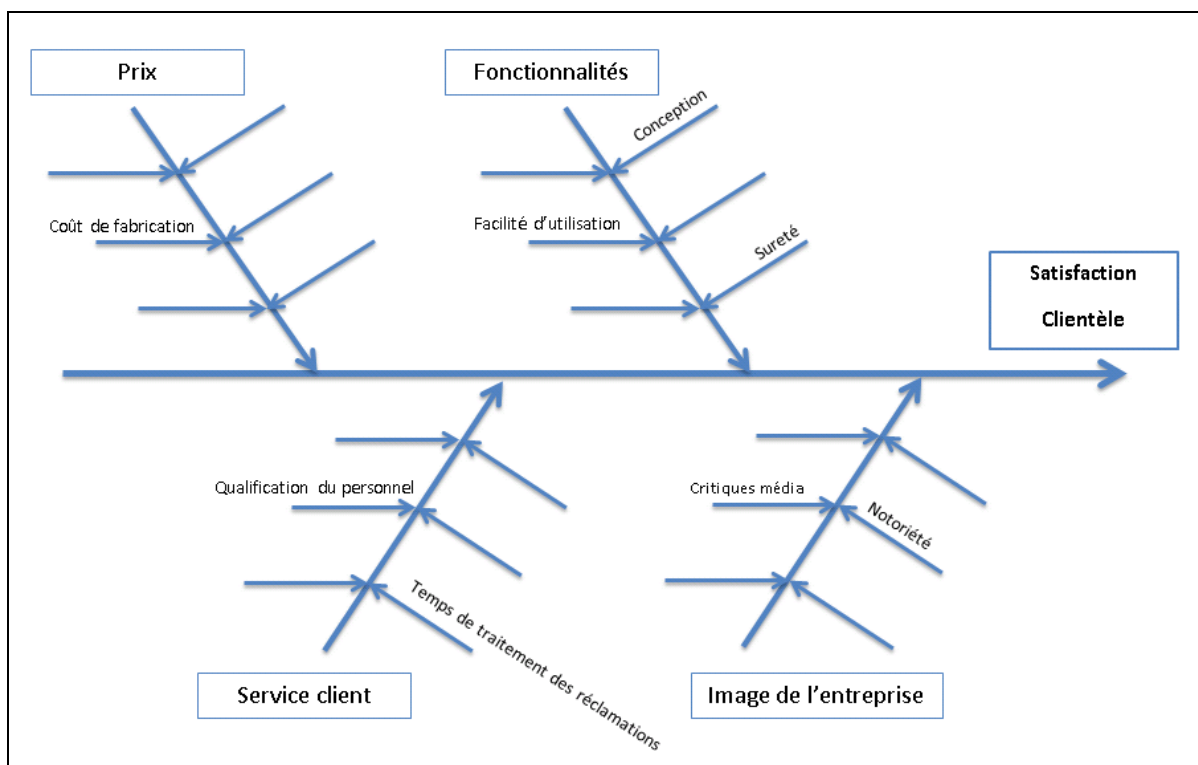 Prix
Fonctionnalités
Conception
Coût de fabrication
Facilité d'utilisation
Sureté
Satisfaction
Clientèle
Qualification du personnel
Critiques média
Notoriété
Temps de traitement des réclamations
Service client
Image de l'entreprise